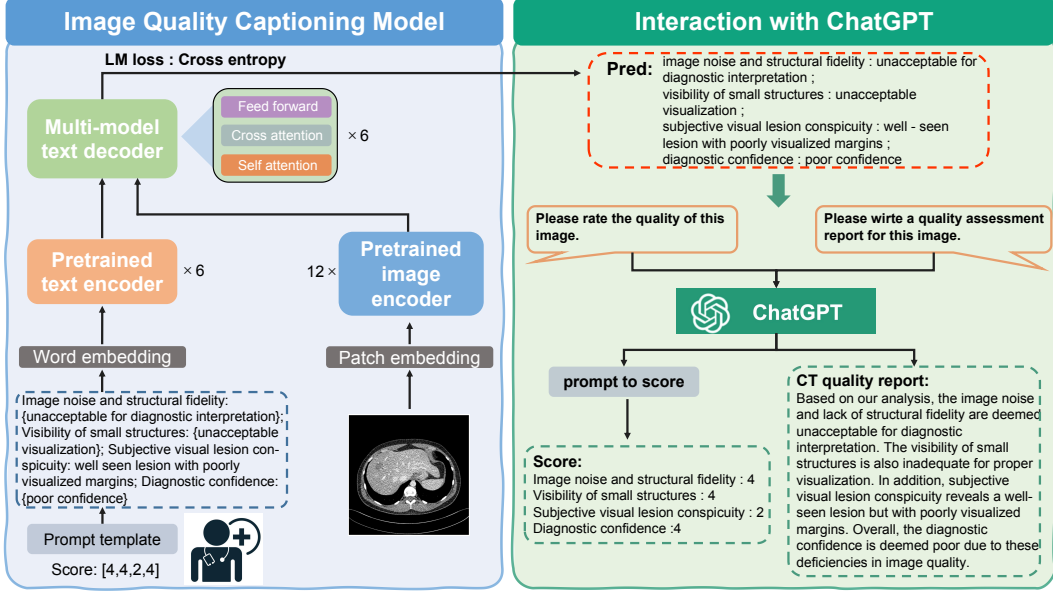 Image Quality Captioning Model
LM loss : Cross entropy
Multi-model
text decoder
Feed forward
Cross attention
Self attention
× 6
Pretrained
text encoder
× 6
12 ×
Pretrained
image
encoder
Word embedding
Patch embedding
Image noise and structural fidelity:
{unacceptable for diagnostic interpretation};
Visibility of small structures: {unacceptable
visualization}; Subjective visual lesion con-
spicuity: well seen lesion with poorly
visualized margins; Diagnostic confidence:
{poor confidence}
Prompt template
Score: [4,4,2,4]
Interaction with ChatGPT
Pred:
image noise and structural fidelity : unacceptable for
diagnostic interpretation ;
visibility of small structures : unacceptable
visualization ;
subjective visual lesion conspicuity : well - seen
lesion with poorly visualized margins ;
diagnostic confidence : poor confidence
Please rate the quality of this
image.
Please wirte a quality assessment
report for this image.
ChatGPT
prompt to score
Score:
Image noise and structural fidelity : 4
Visibility of small structures : 4
Subjective visual lesion conspicuity : 2
Diagnostic confidence :4
CT quality report:
Based on our analysis, the image noise
and lack of structural fidelity are deemed
unacceptable for diagnostic
interpretation. The visibility of small
structures is also inadequate for proper
visualization. In addition, subjective
visual lesion conspicuity reveals a well-
seen lesion but with poorly visualized
margins. Overall, the diagnostic
confidence is deemed poor due to these
deficiencies in image quality.